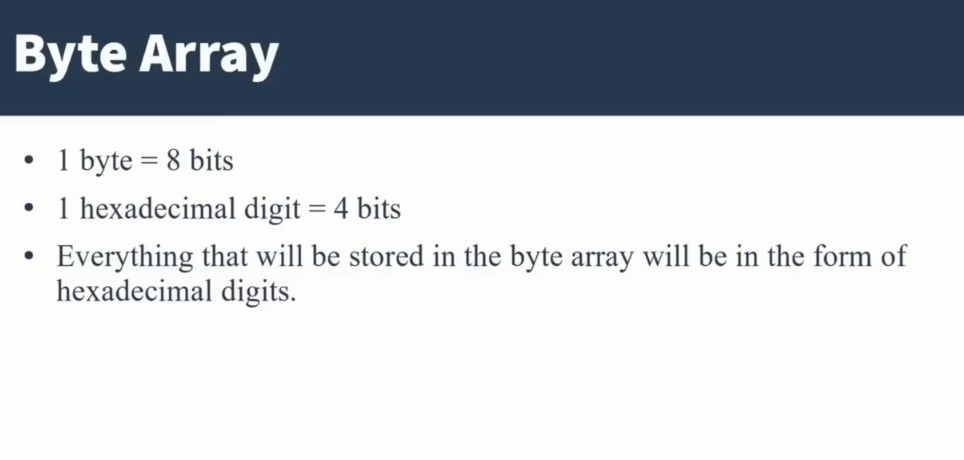 Byte Array
• 1 byte = 8 bits
• 1 hexadecimal digit = 4 bits
• Everything that will be stored in the byte array will be in the form of
hexadecimal digits.